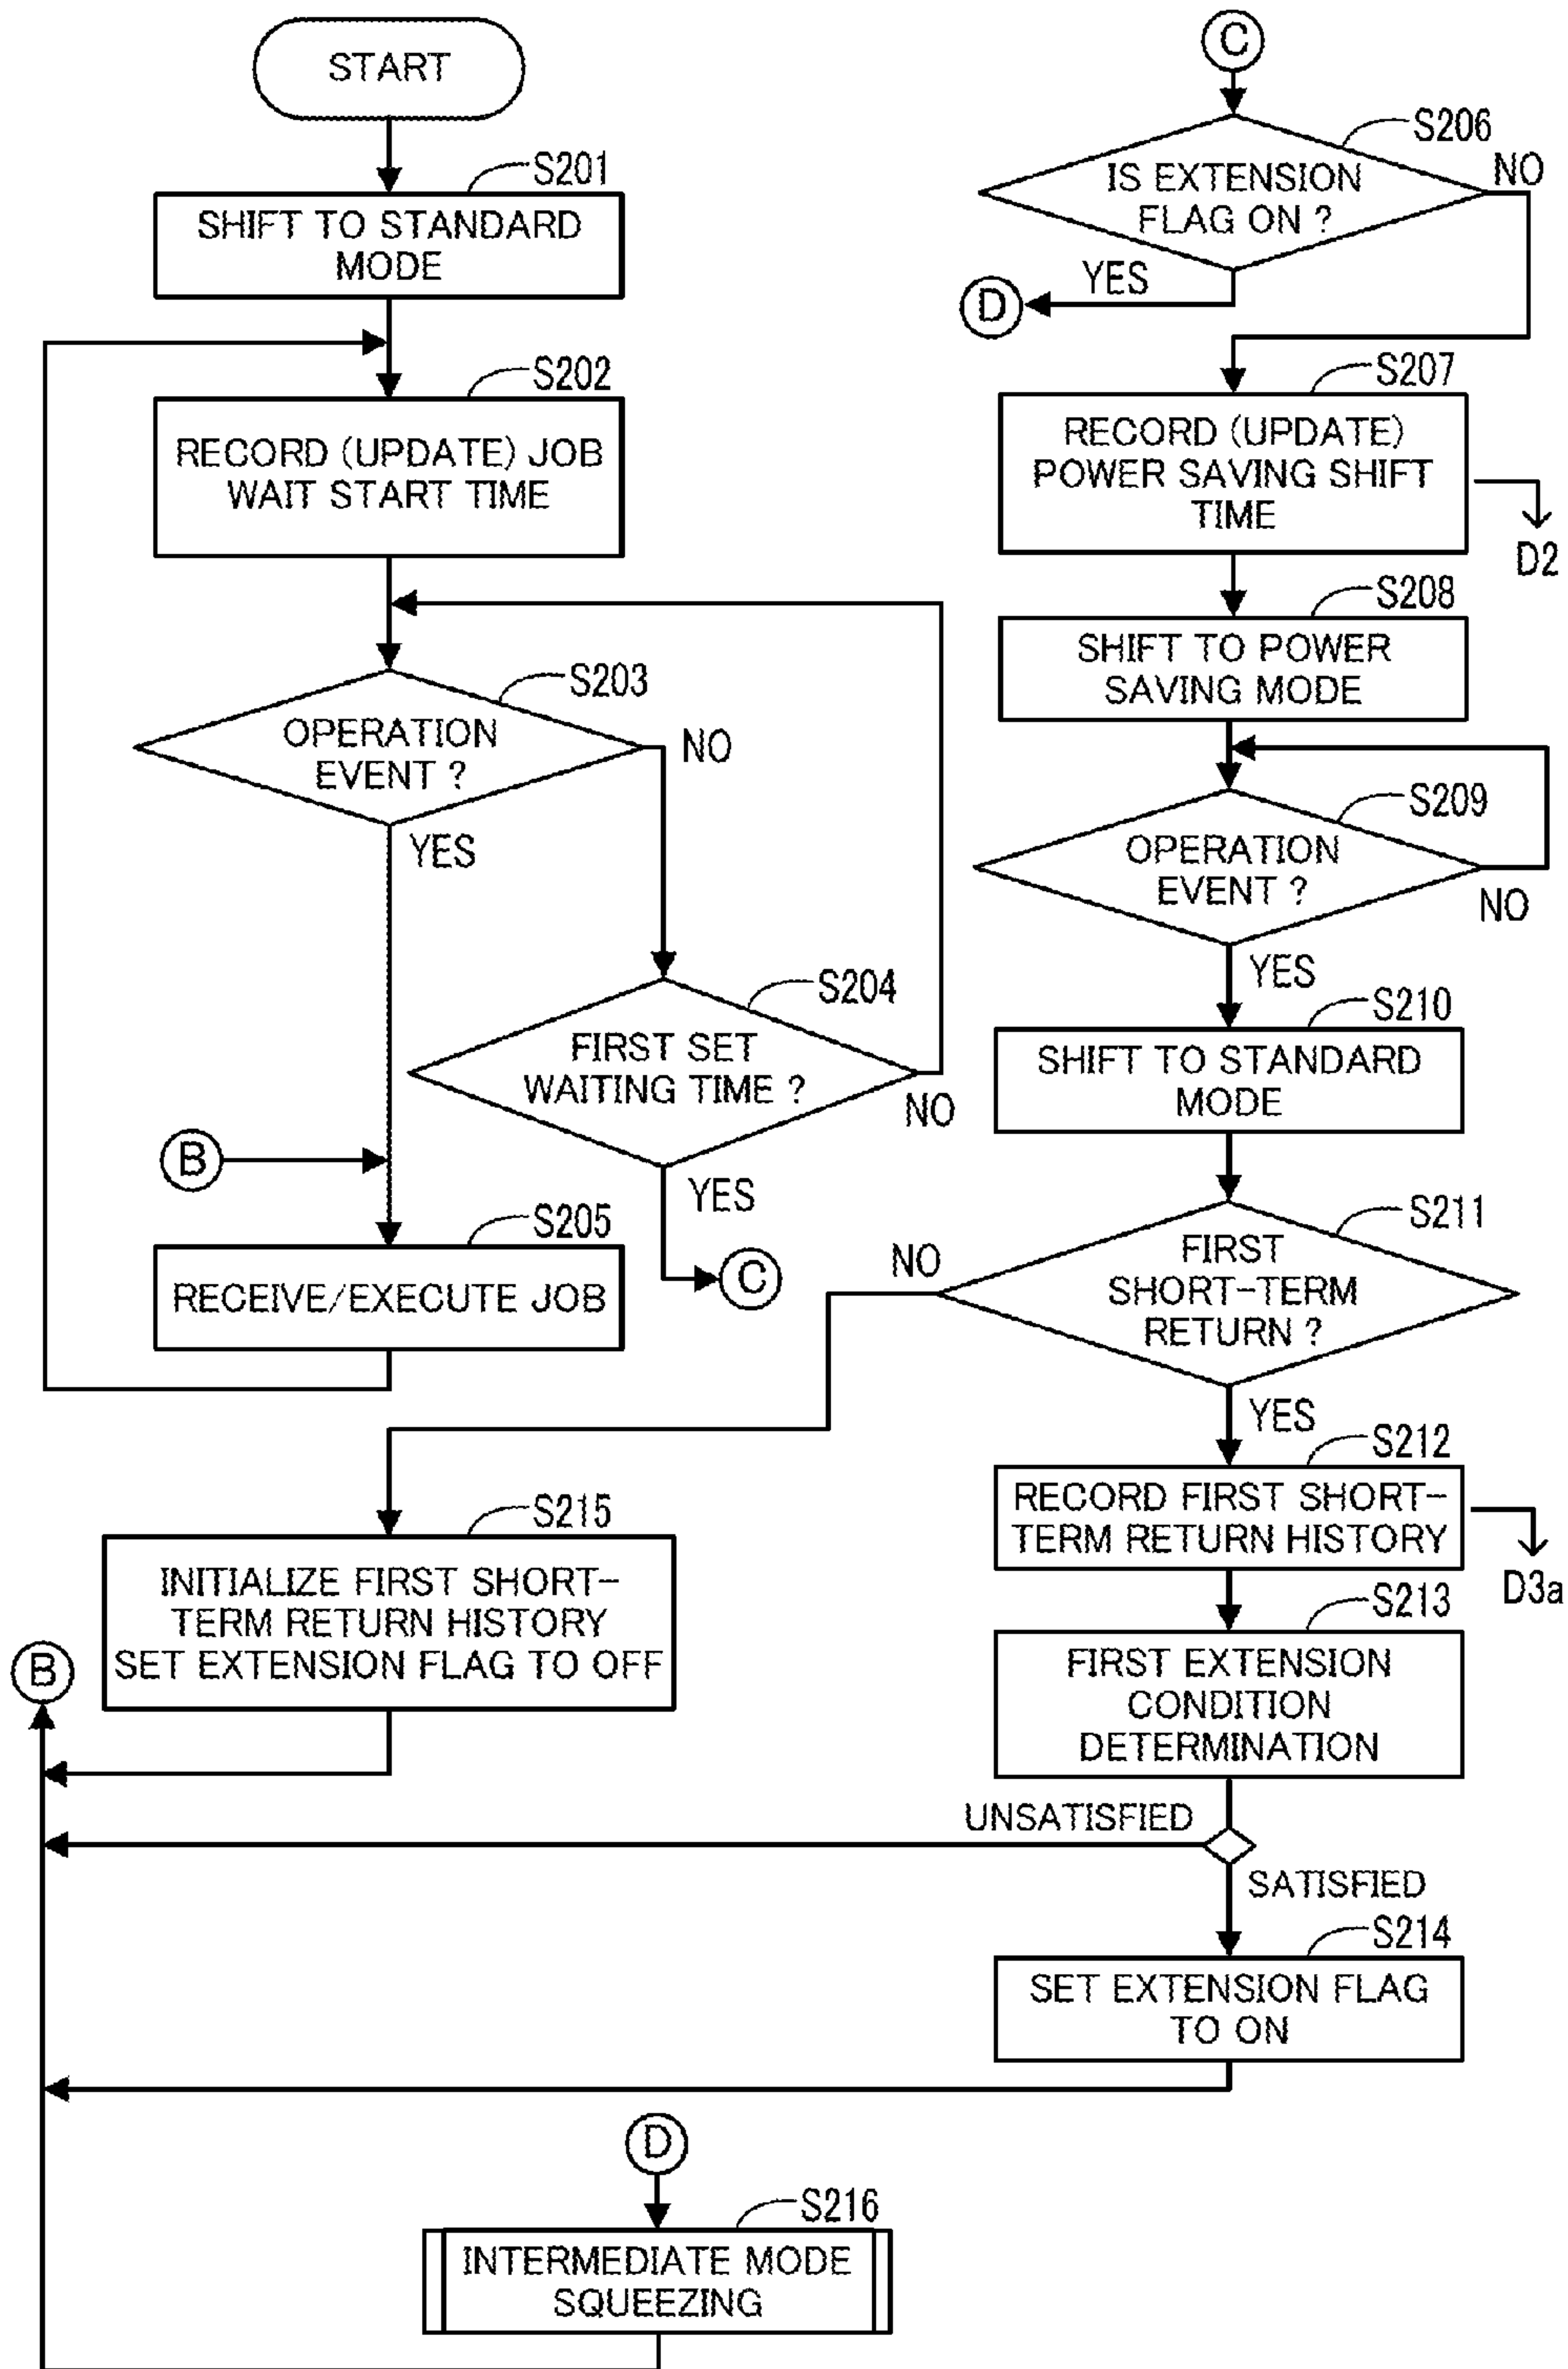 START
S201
SHIFT TO STANDARD
MODE
S202
RECORD (UPDATE) JOB
WAIT START TIME
S203
OPERATION
EVENT ?
NO
YES
S204
FIRST SET
WAITING TIME ?
NO
YES
C
B
S205
RECEIVE/EXECUTE JOB
C
S206
IS EXTENSION
FLAG ON ?
NO
YES
D
S207
RECORD (UPDATE)
POWER SAVING SHIFT
TIME
D2
S208
SHIFT TO POWER
SAVING MODE
S209
OPERATION
EVENT ?
NO
YES
S210
SHIFT TO STANDARD
MODE
S211
FIRST
SHORT-TERM
RETURN ?
NO
YES
S212
RECORD FIRST SHORT-
TERM RETURN HISTORY
D3a
S213
FIRST EXTENSION
CONDITION
DETERMINATION
UNSATISFIED
SATISFIED
S214
SET EXTENSION FLAG
TO ON
S215
INITIALIZE FIRST SHORT-
TERM RETURN HISTORY
SET EXTENSION FLAG TO OFF
B
D
S216
INTERMEDIATE MODE
SQUEEZING